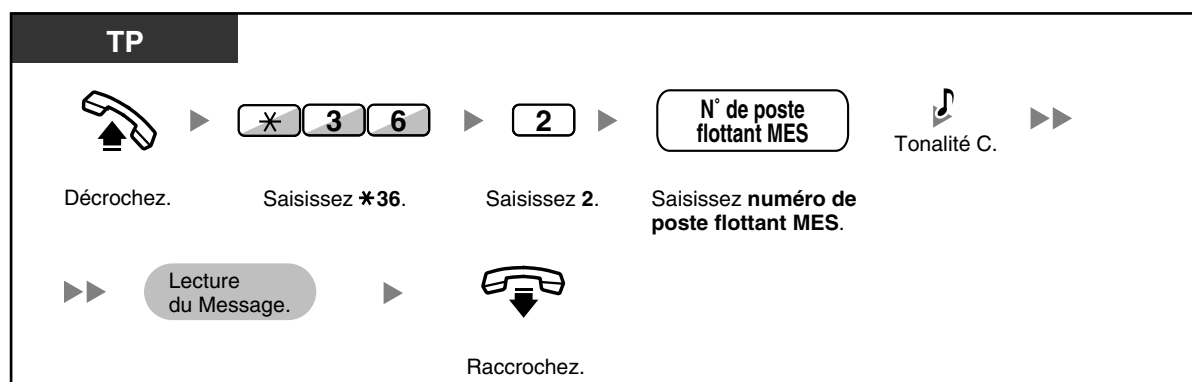 TP
✳ 3 6
2
N° de poste
flottant MES
Tonalité C.
Décrochez.
Saisissez ✳36.
Saisissez 2.
Saisissez numéro de
poste flottant MES.
Lecture
du Message.
Raccrochez.